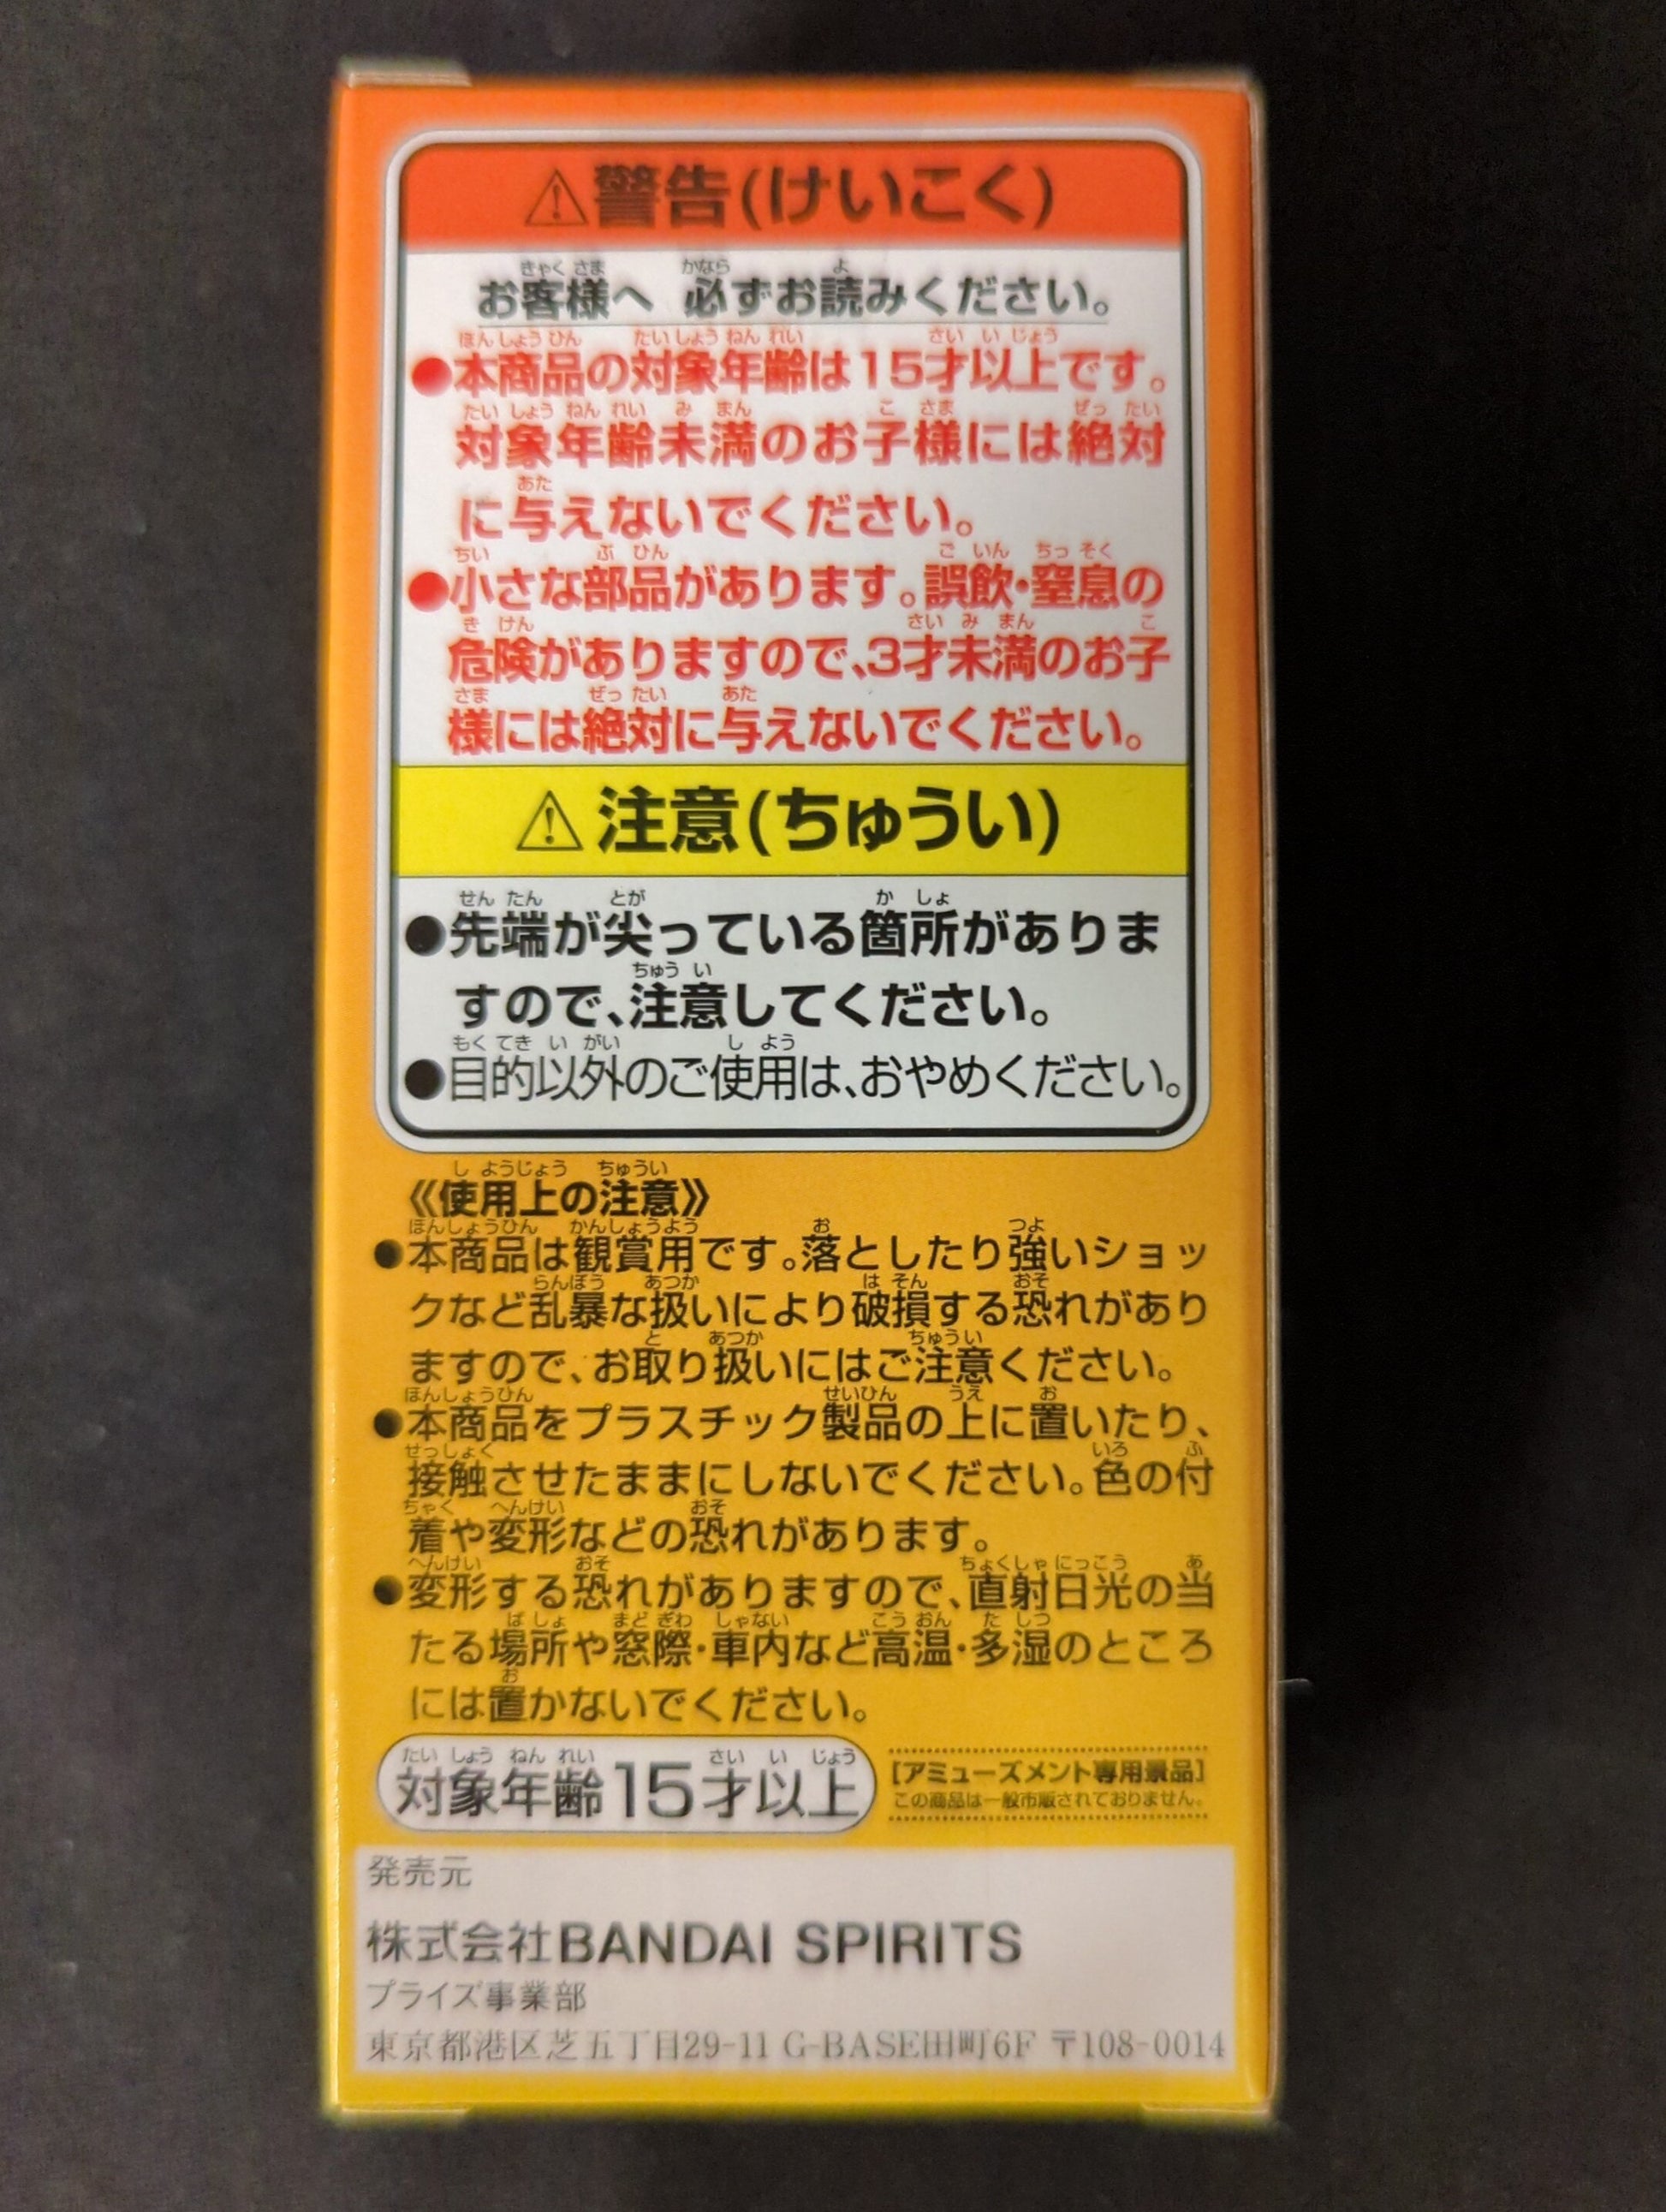 ⚠警告(けいこく)
お客様へ 必ずお読みください。
●本商品の対象年齢は15才以上です。
対象年齢未満のお子様には絶対
に与えないでください。
●小さな部品があります。誤飲・窒息の
危険がありますので、3才未満のお子
様には絶対に与えないでください。
⚠注意(ちゅうい)
●先端が尖っている箇所がありま
すので、注意してください。
●目的以外のご使用は、おやめください。
《使用上の注意》
●本商品は観賞用です。落としたり強いショッ
クなど乱暴な扱いにより破損する恐れがあり
ますので、お取り扱いにはご注意ください。
●本商品をプラスチック製品の上に置いたり、
接触させたままにしないでください。色の付
着や変形などの恐れがあります。
●変形する恐れがありますので、直射日光の当
たる場所や窓際・車内など高温・多湿のところ
には置かないでください。
対象年齢15才以上
[アミューズメント専用景品]
この商品は一般市販されておりません。
発売元
株式会社BANDAI SPIRITS
プライズ事業部
東京都港区芝五丁目29-11 G-BASE田町6F 〒108-0014